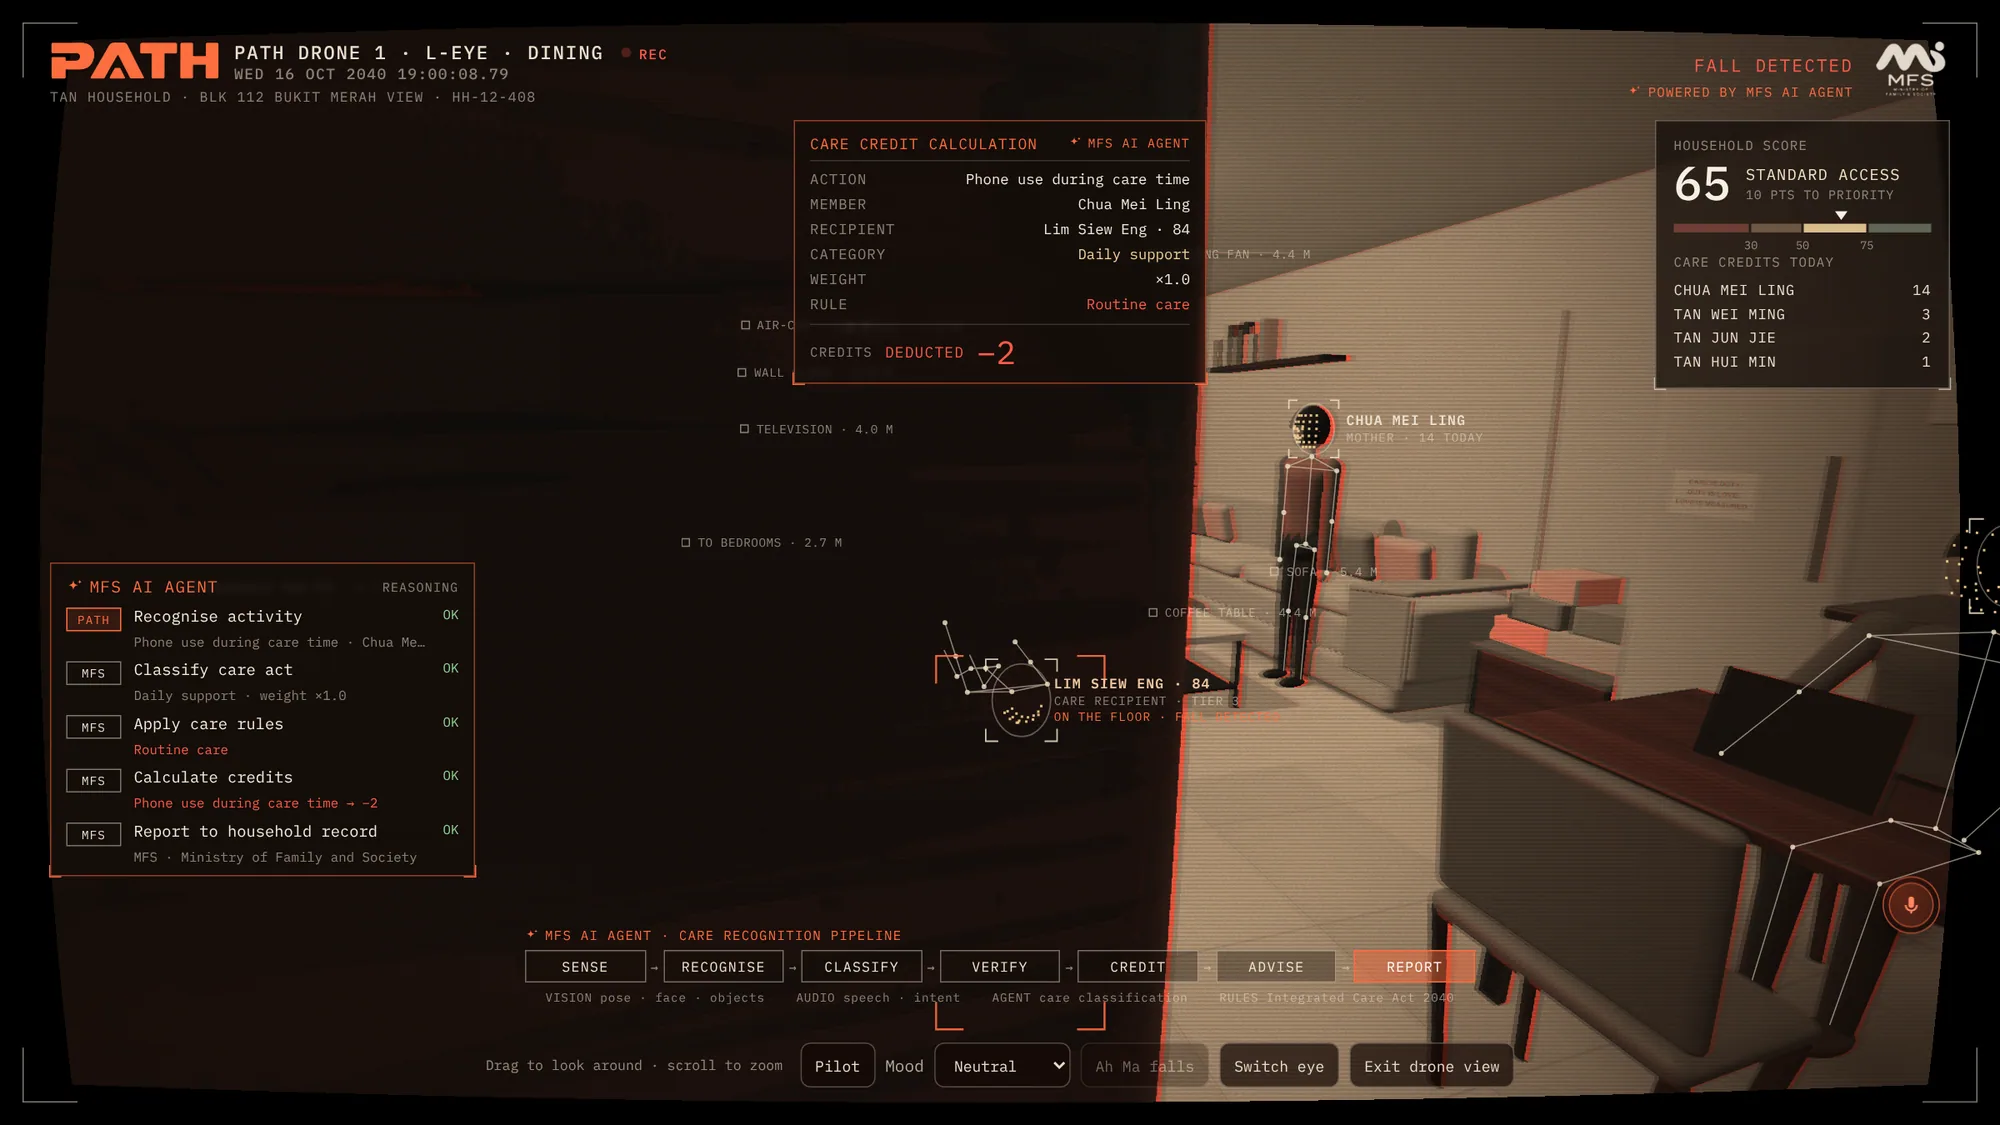 PATH
PATH DRONE 1 · L-EYE · DINING
REC
WED 16 OCT 2040 19:00:08.79
TAN HOUSEHOLD · BLK 112 BUKIT MERAH VIEW · HH-12-408
FALL DETECTED
POWERED BY MFS AI AGENT
MFS
CARE CREDIT CALCULATION
MFS AI AGENT
ACTION Phone use during care time
MEMBER Chua Mei Ling
RECIPIENT Lim Siew Eng · 84
CATEGORY Daily support
WEIGHT ×1.0
RULE Routine care
CREDITS DEDUCTED −2
HOUSEHOLD SCORE
65 STANDARD ACCESS
10 PTS TO PRIORITY
30 50 75
CARE CREDITS TODAY
CHUA MEI LING 14
TAN WEI MING 3
TAN JUN JIE 2
TAN HUI MIN 1
NG FAN · 4.4 M
AIR-C
WALL
TELEVISION · 4.0 M
TO BEDROOMS · 2.7 M
CHUA MEI LING
MOTHER · 14 TODAY
SOFA · 5.4 M
COFFEE TABLE · 4.4 M
LIM SIEW ENG · 84
CARE RECIPIENT · TIER 3
ON THE FLOOR ·
MFS AI AGENT REASONING
PATH Recognise activity OK
Phone use during care time · Chua Me…
MFS Classify care act OK
Daily support · weight ×1.0
MFS Apply care rules OK
Routine care
MFS Calculate credits OK
Phone use during care time → −2
MFS Report to household record OK
MFS · Ministry of Family and Society
MFS AI AGENT · CARE RECOGNITION PIPELINE
SENSE → RECOGNISE → CLASSIFY → VERIFY → CREDIT → ADVISE → REPORT
VISION pose · face · objects AUDIO speech · intent AGENT care classification RULES Integrated Care Act 2040
Drag to look around · scroll to zoom
Pilot
Mood
Neutral
Ah Ma falls
Switch eye
Exit drone view